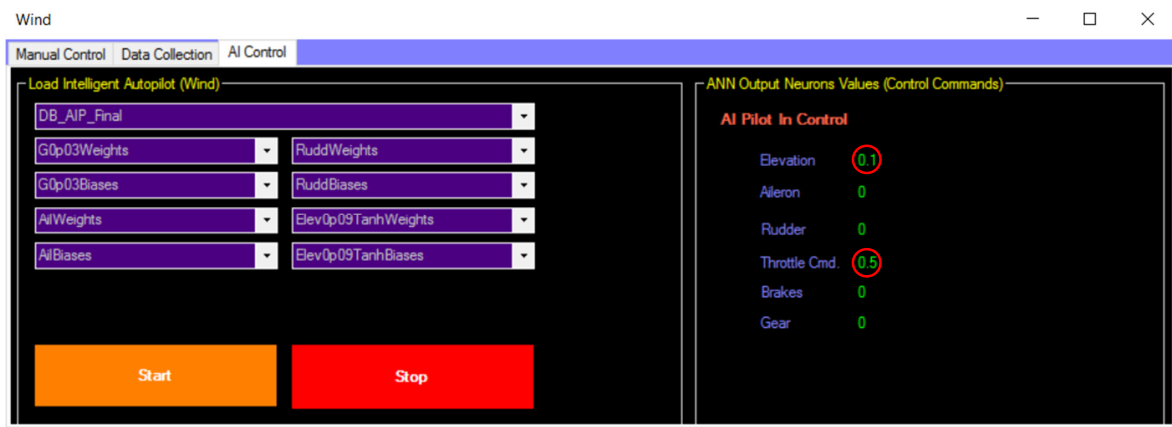 Wind
Manual Control Data Collection AI Control
Load Intelligent Autopilot (Wind)
DB_AIP_Final
G0p03Weights RuddWeights
G0p03Biases RuddBiases
AilWeights Elev0p09TanhWeights
AilBiases Elev0p09TanhBiases
Start Stop
ANN Output Neurons Values (Control Commands)
AI Pilot In Control
Elevation 0.1
Aileron 0
Rudder 0
Throttle Cmd. 0.5
Brakes 0
Gear 0